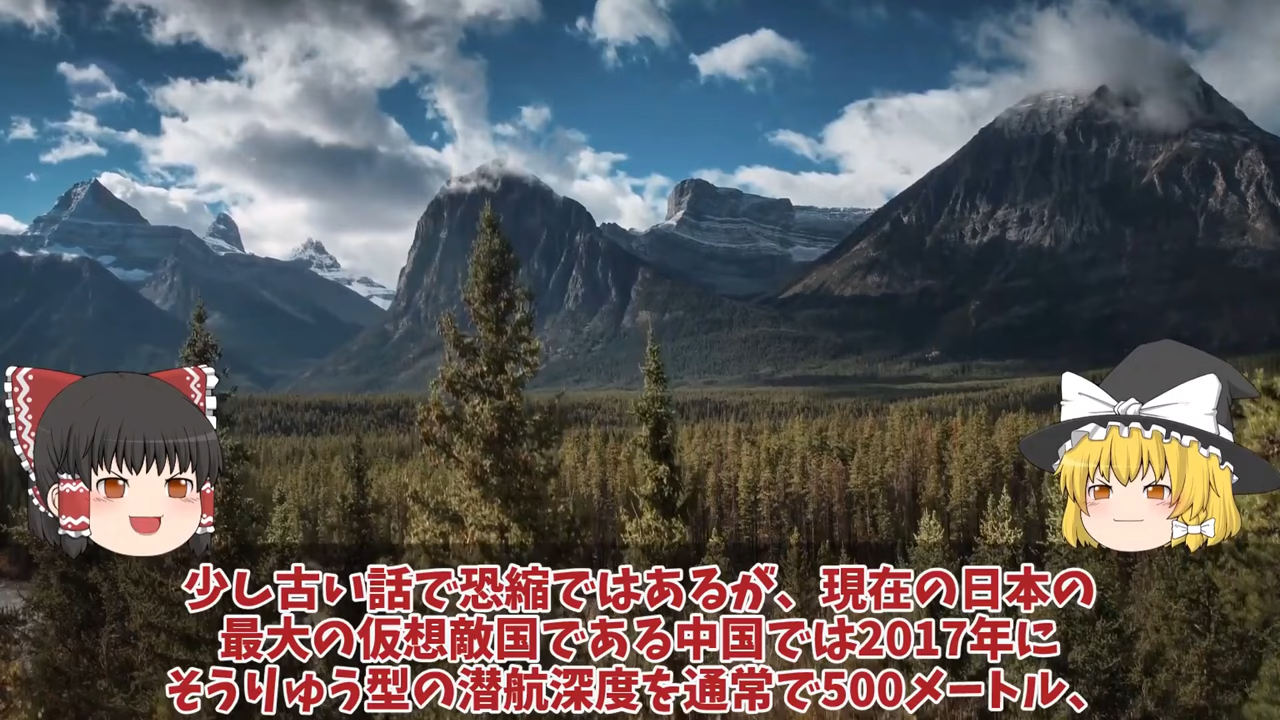 少し古い話で恐縮ではあるが、現在の日本の
最大の仮想敵国である中国では2017年に
そうりゅう型の潜航深度を通常で500メートル、